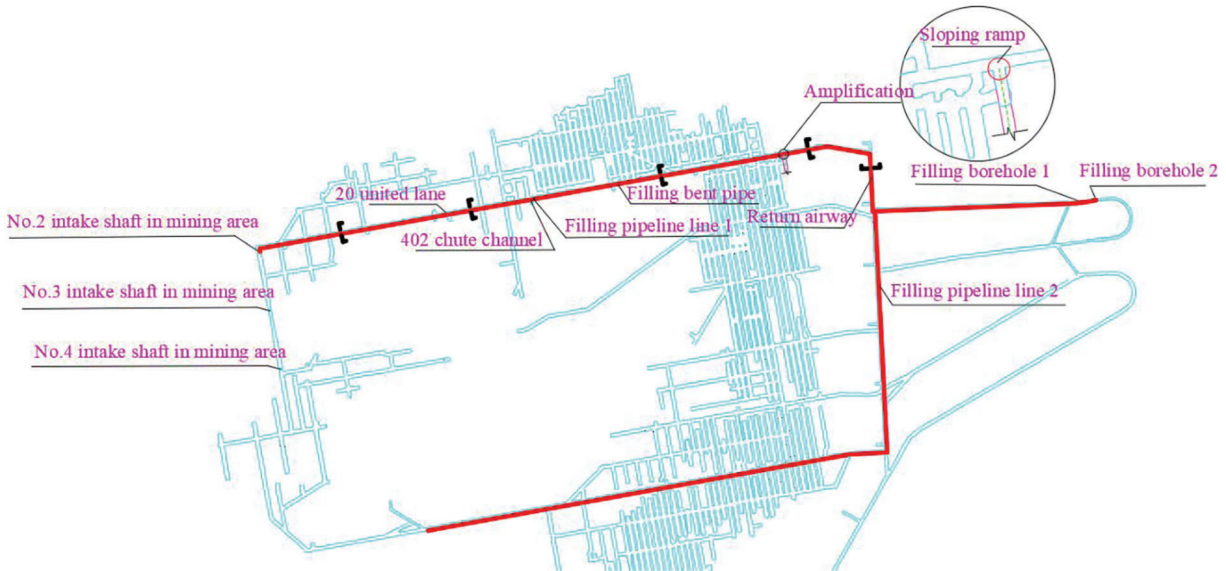 Sloping ramp
Amplification
Filling borehole 1
Filling borehole 2
20 united lane
Filling bent pipe
Return airway
No.2 intake shaft in mining area
402 chute channel
Filling pipeline line 1
No.3 intake shaft in mining area
Filling pipeline line 2
No.4 intake shaft in mining area